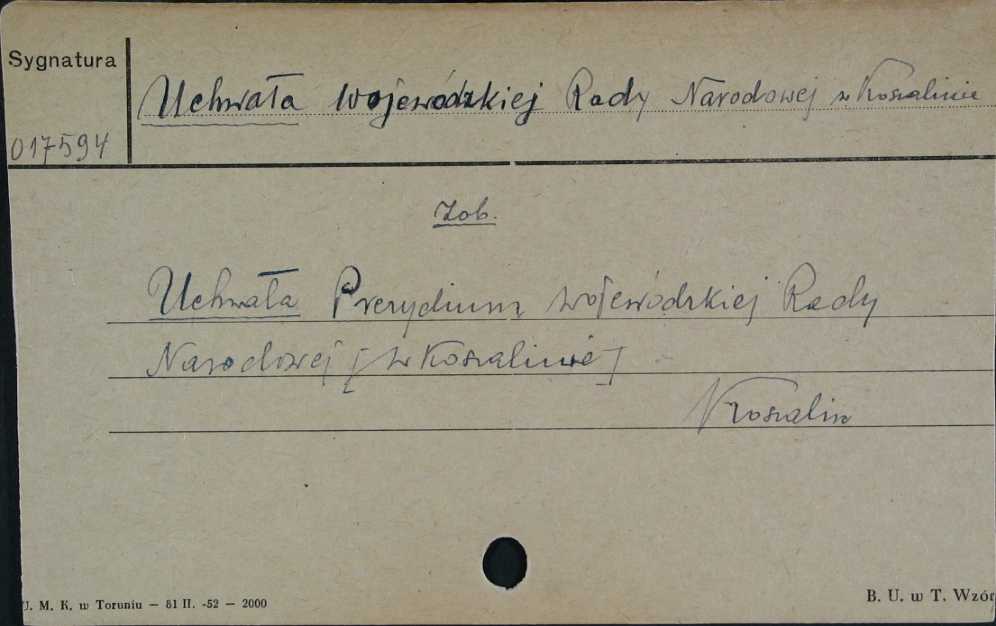 Sygnatura
Uchwała Wojewódzkiej Rady Narodowej w Koszalinie
017594
Zob.
Uchwała Prezydium Wojewódzkiej Rady
Narodowej [w Koszalinie]
Koszalin
U. M. K. w Toruniu — 81 II. -52 — 2000
B. U. w T. Wzór